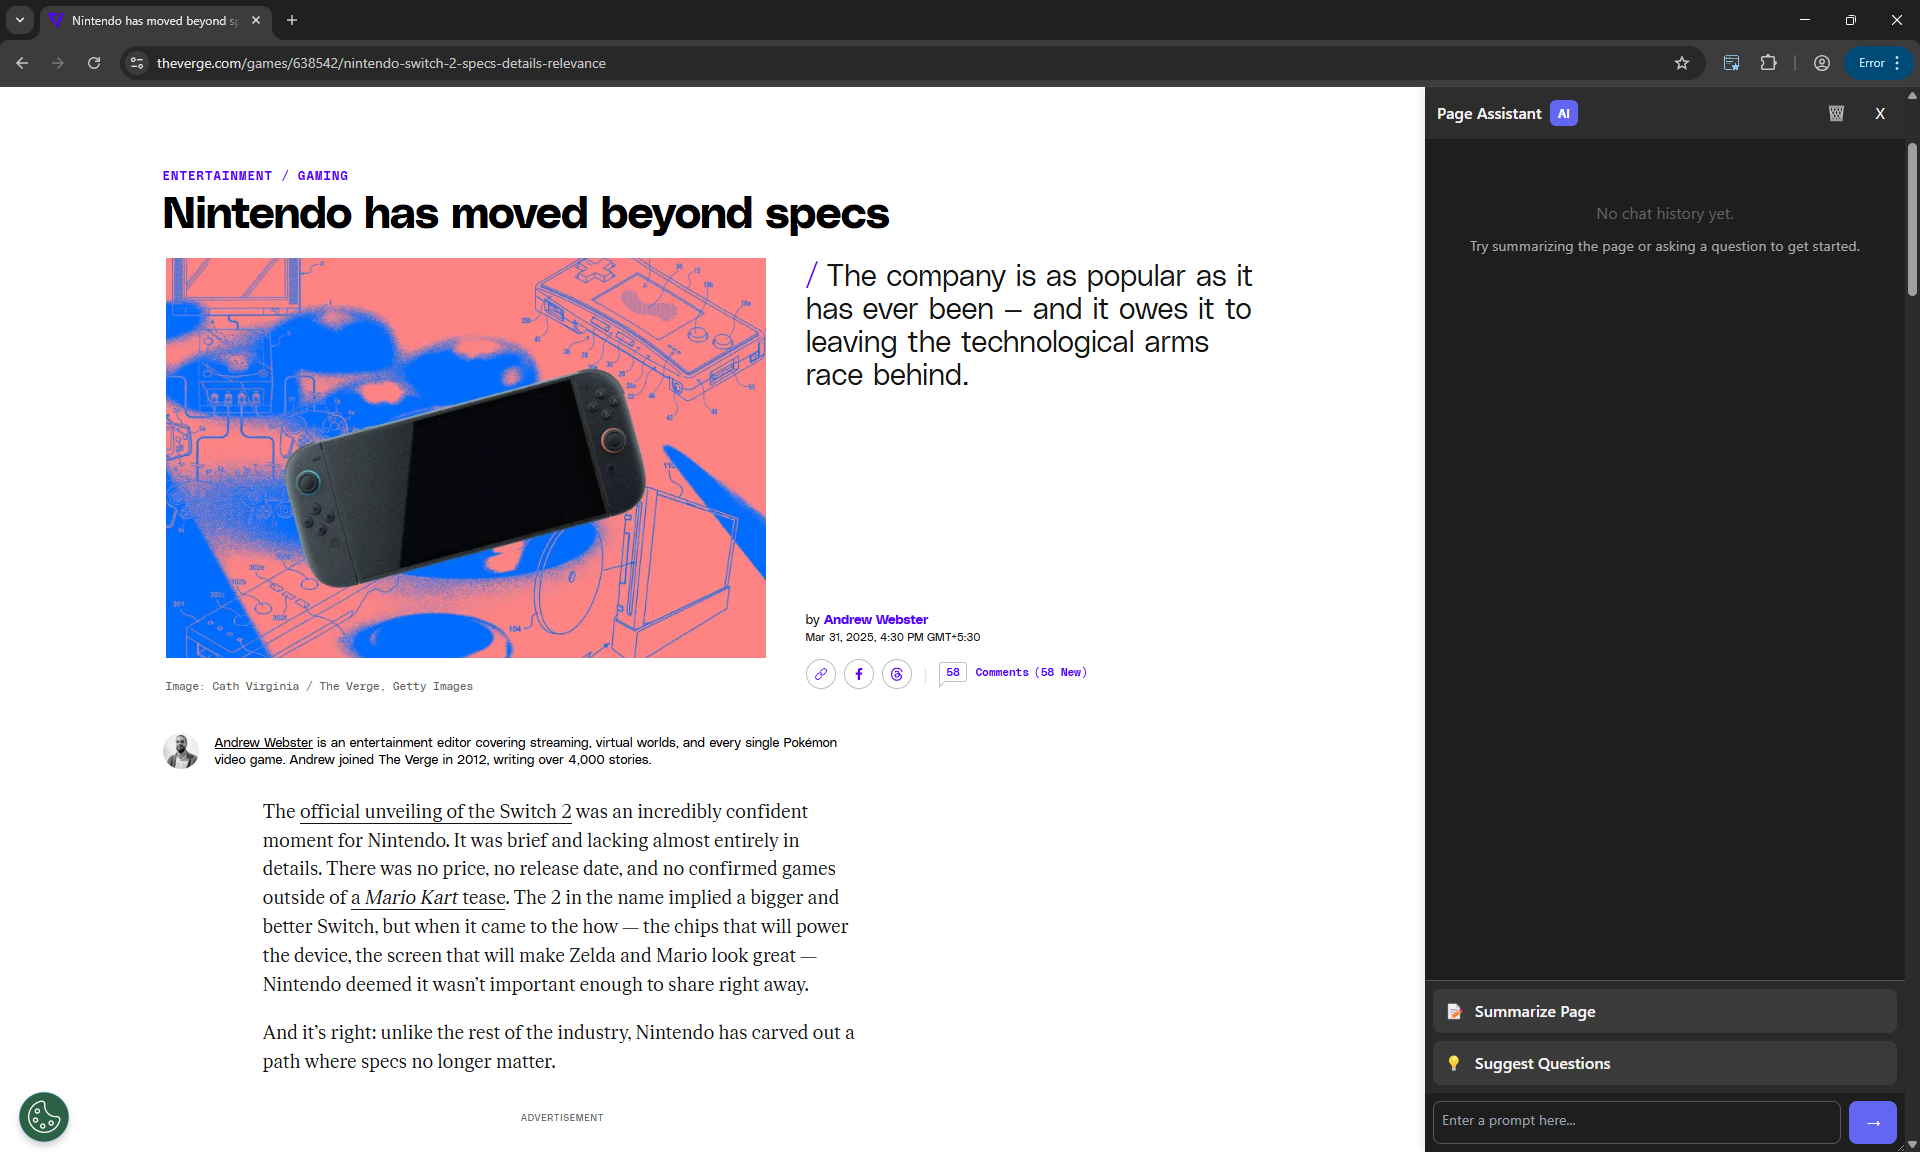 Nintendo has moved beyond sp
theverge.com/games/638542/nintendo-switch-2-specs-details-relevance
Error
ENTERTAINMENT / GAMING
Nintendo has moved beyond specs
/ The company is as popular as it
has ever been — and it owes it to
leaving the technological arms
race behind.
by Andrew Webster
Mar 31, 2025, 4:30 PM GMT+5:30
58
Comments (58 New)
Image: Cath Virginia / The Verge, Getty Images
Andrew Webster is an entertainment editor covering streaming, virtual worlds, and every single Pokémon
video game. Andrew joined The Verge in 2012, writing over 4,000 stories.
The official unveiling of the Switch 2 was an incredibly confident
moment for Nintendo. It was brief and lacking almost entirely in
details. There was no price, no release date, and no confirmed games
outside of a Mario Kart tease. The 2 in the name implied a bigger and
better Switch, but when it came to the how — the chips that will power
the device, the screen that will make Zelda and Mario look great —
Nintendo deemed it wasn’t important enough to share right away.
And it’s right: unlike the rest of the industry, Nintendo has carved out a
path where specs no longer matter.
ADVERTISEMENT
Page Assistant AI
X
No chat history yet.
Try summarizing the page or asking a question to get started.
Summarize Page
Suggest Questions
Enter a prompt here...
→